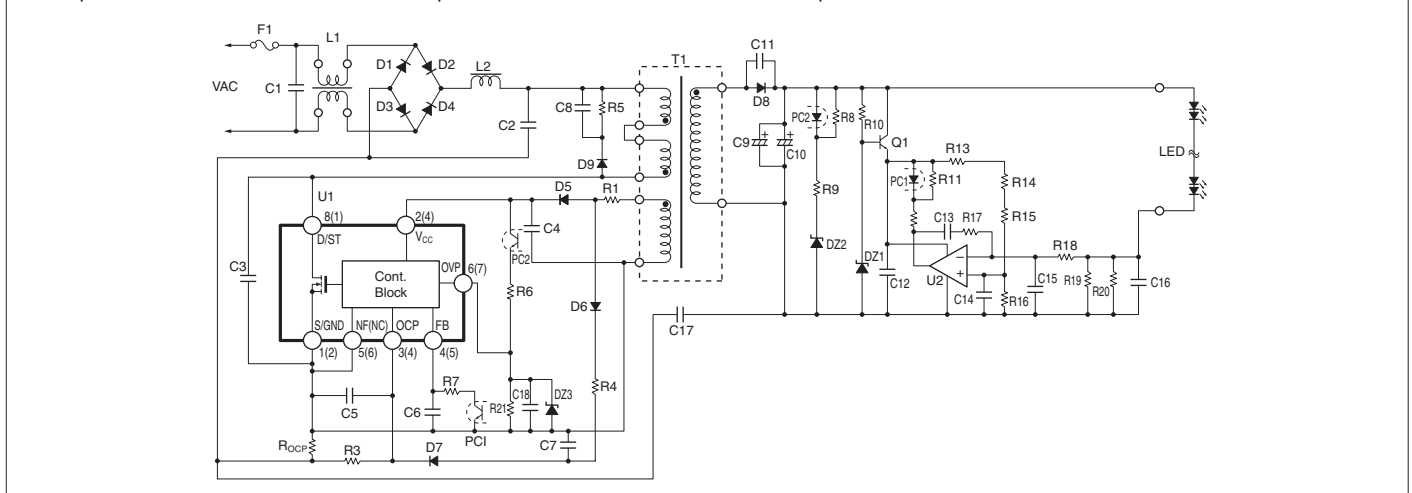 F1
L1
T1
C11
D1
D2
L2
D8
VAC
C1
C8
R5
PC2
R8
R10
D3
D4
C2
C9
C10
Q1
R13
LED
D9
PC1
R11
R14
U1
D5
R1
R9
C13
R17
R15
8(1)
2(4)
D/ST
VCC
C4
PC2
DZ2
R18
C3
OVP
6(7)
DZ1
U2
C12
C14
R16
C15
R19
R20
C16
Cont.
Block
R6
D6
C17
S/GND
NF(NC)
OCP
FB
1(2)
5(6)
3(4)
4(5)
R7
C18
DZ3
R4
C5
C6
R21
PCI
C7
ROCP
R3
D7